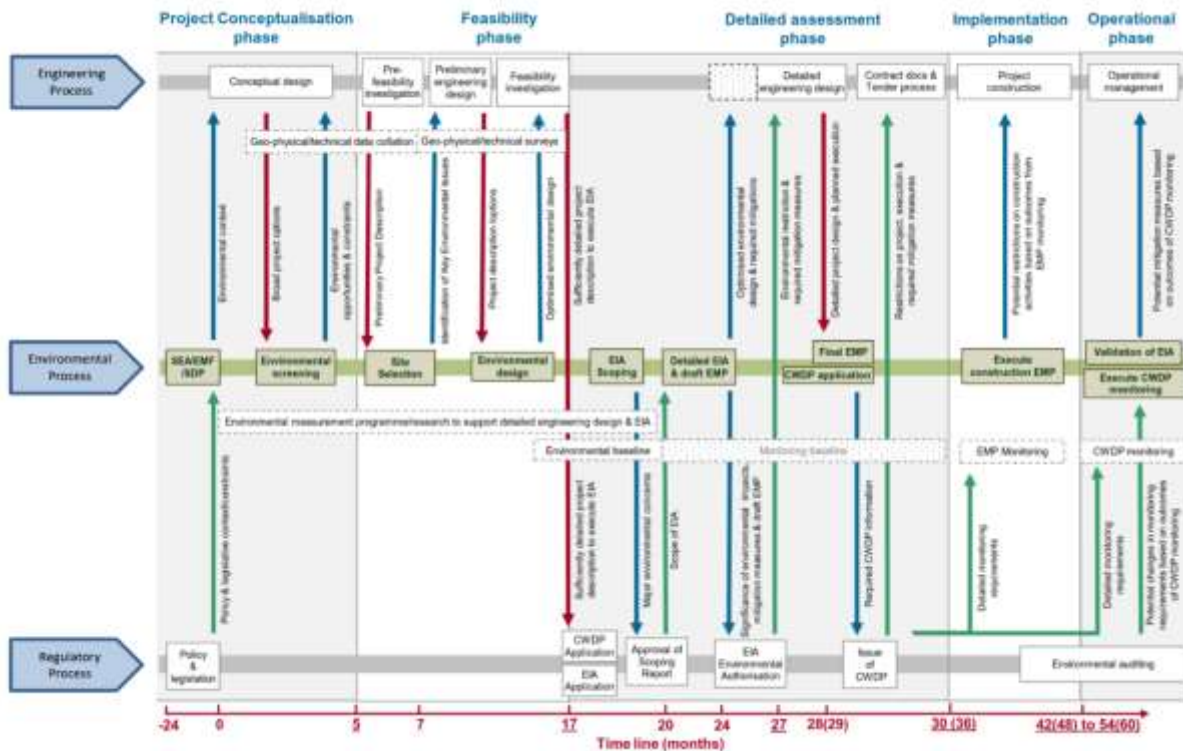 Project Conceptualisation
phase
Feasibility
phase
Detailed assessment
phase
Implementation
phase
Operational
phase
Engineering
Process
Conceptual design
Pre-
feasibility
investigation
Preliminary
engineering
design
Feasibility
investigation
Detailed
engineering design
Contract docs &
Tender process
Project
construction
Operational
management
Geo-physical/technical data collation
Geo-physical/technical surveys
Environmental context
Broad project options
Environmental
opportunities & constraints
Preliminary Project Description
Identification of Key Environmental Issues
Project description /options
Optimised environmental design
Sufficiently detailed project
description to execute EIA
Optimised environmental
design & required mitigations
Environmental restriction &
required mitigation measures
Detailed project design & planned execution
Restrictions on project, execution &
required mitigation measures
Potential restrictions on construction
activities based on outcomes from
EMP monitoring
Potential mitigation measures based
on outcomes of CWDP monitoring
Environmental
Process
SEA/EMF
/SDP
Environmental
screening
Site
Selection
Environmental
design
EIA
Scoping
Detailed EIA
& draft EMP
Final EMP
CWDP application
Execute
construction EMP
Validation of EIA
Execute CWDP
monitoring
Environmental measurement programme/research to support detailed engineering design & EIA
Environmental baseline
Monitoring baseline
EMP Monitoring
CWDP monitoring
Policy & legislative context/constraints
Sufficiently detailed project
description to execute EIA
Major environmental concerns
Scope of EIA
Significance of environmental impacts,
mitigation measures & draft EMP
Required CWDP information
Detailed monitoring
requirements
Detailed monitoring
requirements
Potential changes in monitoring
requirements based on outcomes
of CWDP monitoring
Regulatory
Process
Policy
&
legislation
CWDP
Application
EIA
Application
Approval of
Scoping
Report
EIA
Environmental
Authorisation
Issue
of
CWDP
Environmental auditing
-24
0
5
7
17
20
24
27
28(29)
30 (36)
42(48) to 54(60)
Time line (months)